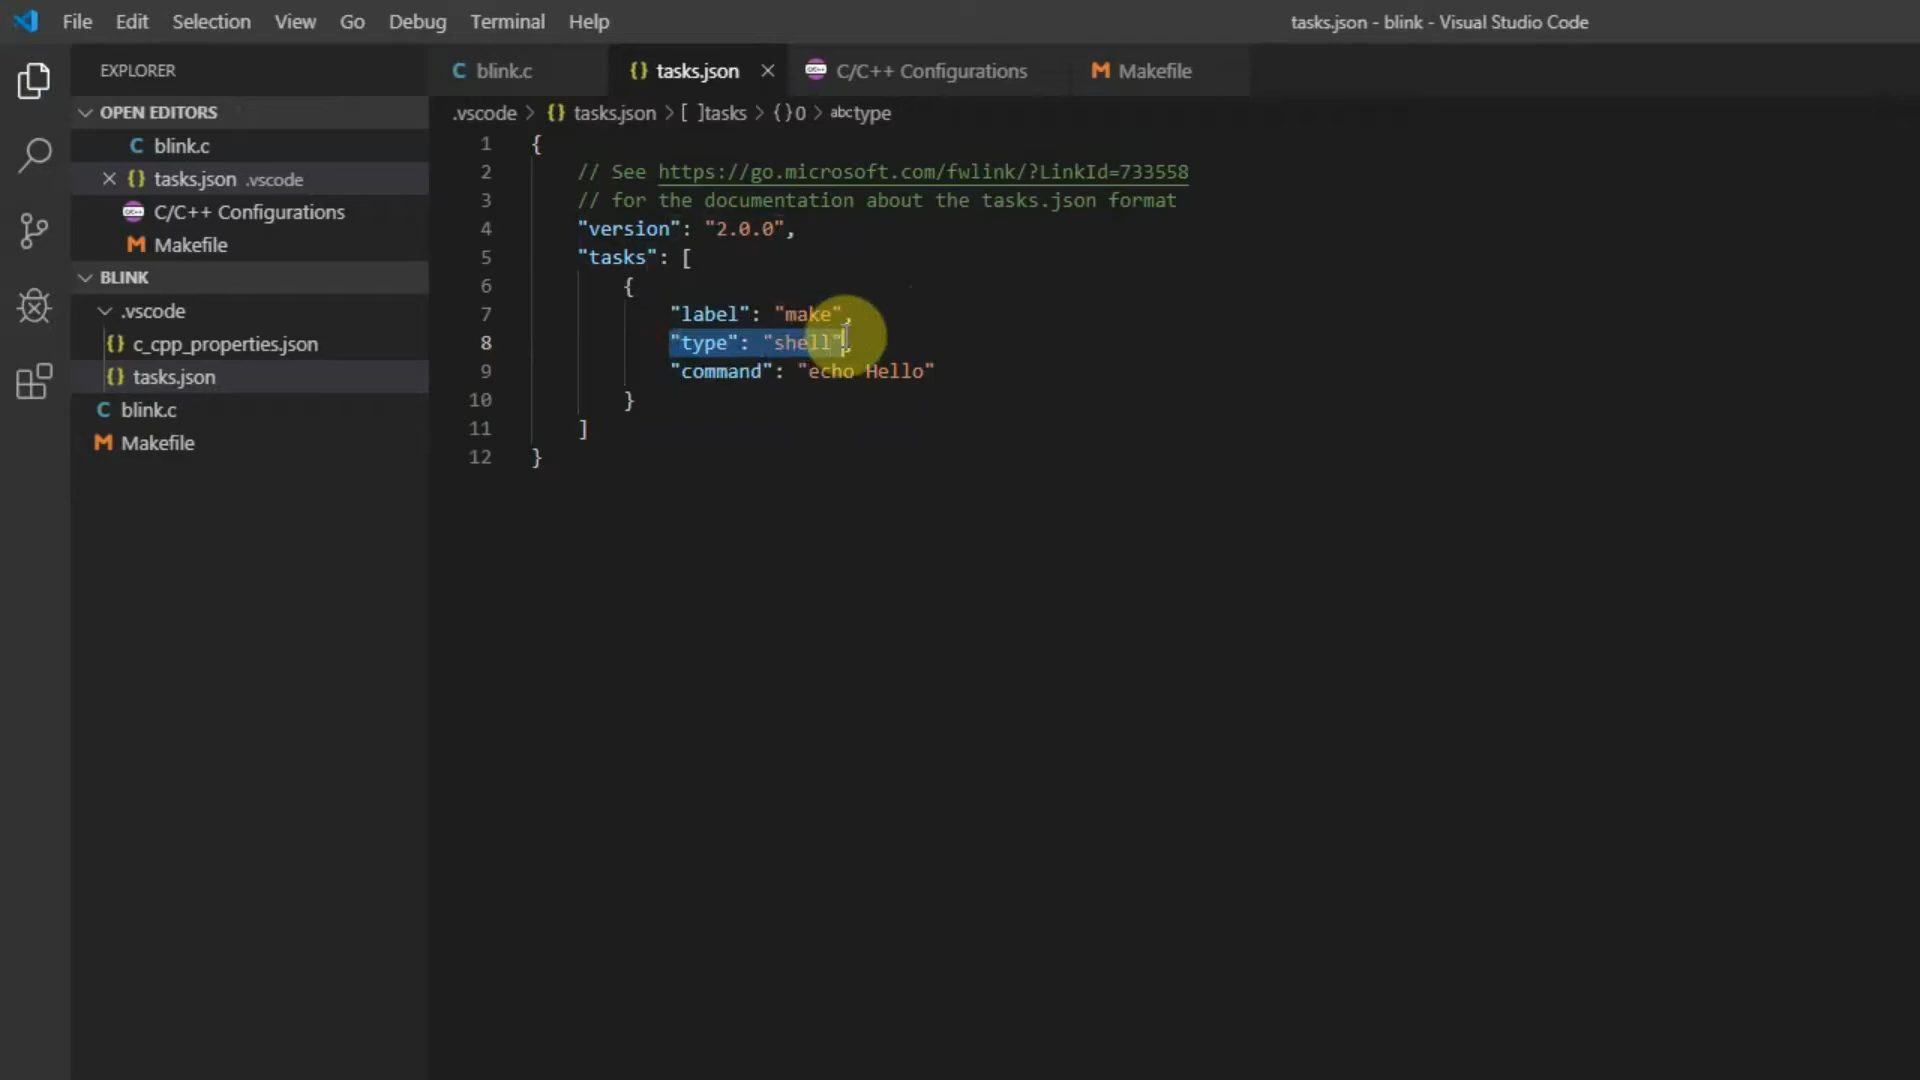 File Edit Selection View Go Debug Terminal Help
tasks.json - blink - Visual Studio Code
EXPLORER
OPEN EDITORS
C blink.c
{} tasks.json .vscode
C/C++ Configurations
M Makefile
BLINK
.vscode
{} c_cpp_properties.json
{} tasks.json
C blink.c
M Makefile
C blink.c {} tasks.json C/C++ Configurations M Makefile
.vscode > {} tasks.json > [ ]tasks > {}0 > abctype
1 {
2 // See https://go.microsoft.com/fwlink/?LinkId=733558
3 // for the documentation about the tasks.json format
4 "version": "2.0.0",
5 "tasks": [
6 {
7 "label": "make",
8 "type": "shell",
9 "command": "echo Hello"
10 }
11 ]
12 }